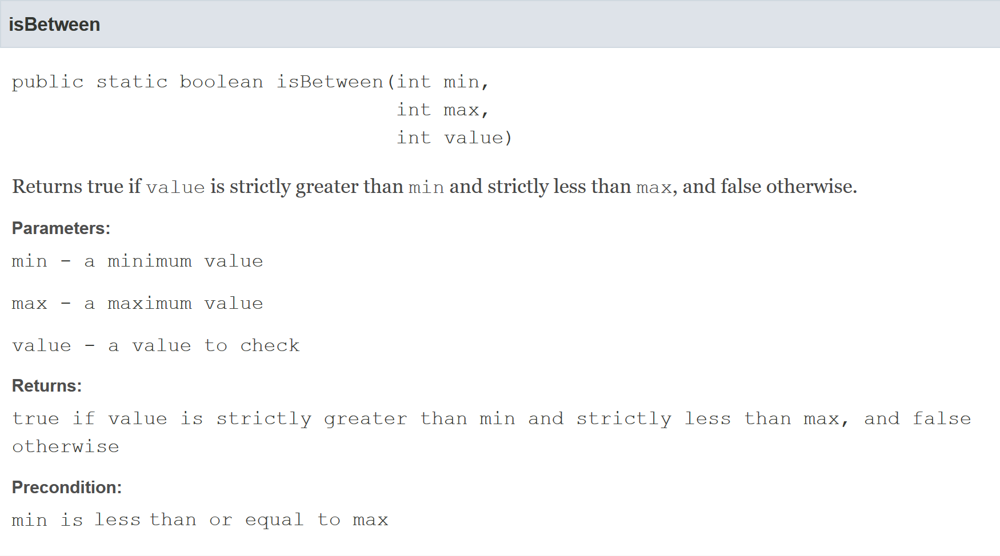 isBetween
public static boolean isBetween(int min,
int max,
int value)
Returns true if value is strictly greater than min and strictly less than max, and false otherwise.
Parameters:
min - a minimum value
max - a maximum value
value - a value to check
Returns:
true if value is strictly greater than min and strictly less than max, and false
otherwise
Precondition:
min is less than or equal to max